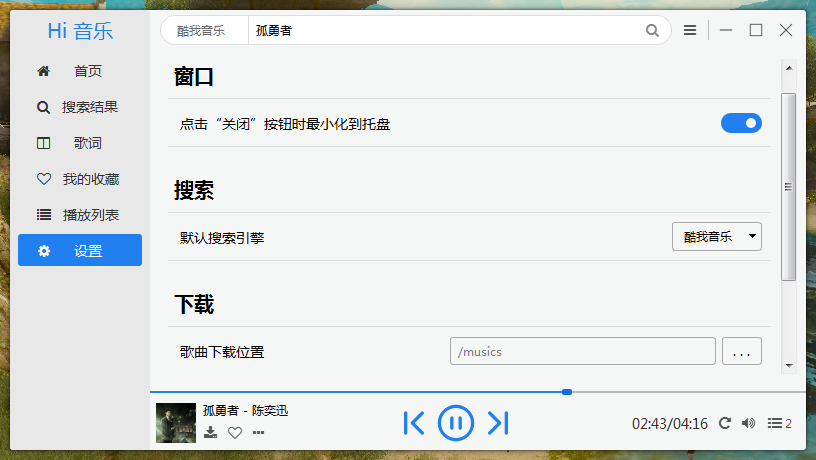 Hi 音乐
酷我音乐 孤勇者
首页
搜索结果
歌词
我的收藏
播放列表
设置
窗口
点击“关闭”按钮时最小化到托盘
搜索
默认搜索引擎 酷我音乐
下载
歌曲下载位置 /musics ...
孤勇者 - 陈奕迅
02:43/04:16 2